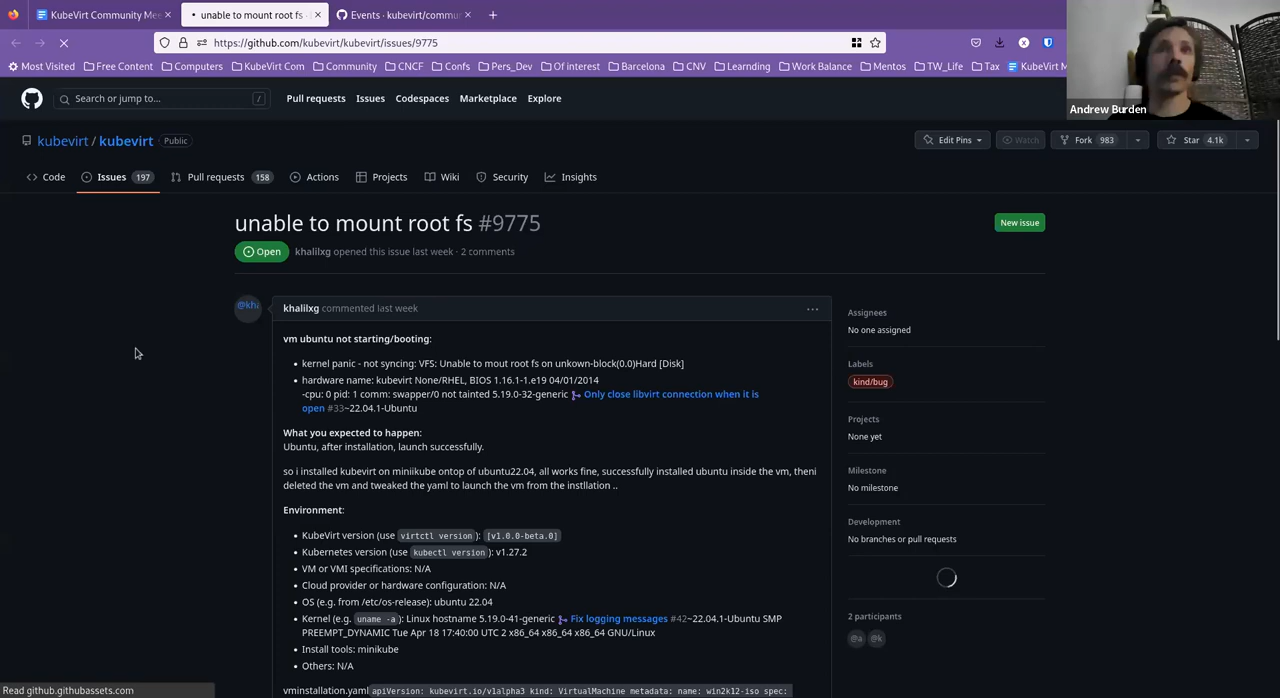 KubeVirt Community Me
unable to mount root fs
Events · kubevirt/commu
https://github.com/kubevirt/kubevirt/issues/9775
Most Visited Free Content Computers KubeVirt Com Community CNCF Confs Pers_Dev Of interest Barcelona CNV Learnding Work Balance Mentos TW_Life Tax KubeVirt M
Andrew Burden
Search or jump to... /
Pull requests Issues Codespaces Marketplace Explore
kubevirt / kubevirt Public
Edit Pins Watch Fork 983 Star 4.1k
Code Issues 197 Pull requests 158 Actions Projects Wiki Security Insights
unable to mount root fs #9775
New issue
Open khalilxg opened this issue last week · 2 comments
@kh
khalilxg commented last week ...
vm ubuntu not starting/booting:
• kernel panic - not syncing: VFS: Unable to mout root fs on unkown-block(0.0)Hard [Disk]
• hardware name: kubevirt None/RHEL, BIOS 1.16.1-1.e19 04/01/2014
-cpu: 0 pid: 1 comm: swapper/0 not tainted 5.19.0-32-generic Only close libvirt connection when it is
open #33~22.04.1-Ubuntu
What you expected to happen:
Ubuntu, after installation, launch successfully.
so i installed kubevirt on miniikube ontop of ubuntu22.04, all works fine, successfully installed ubuntu inside the vm, theni
deleted the vm and tweaked the yaml to launch the vm from the instllation ..
Environment:
• KubeVirt version (use virtctl version): [v1.0.0-beta.0]
• Kubernetes version (use kubectl version): v1.27.2
• VM or VMI specifications: N/A
• Cloud provider or hardware configuration: N/A
• OS (e.g. from /etc/os-release): ubuntu 22.04
• Kernel (e.g. uname -a): Linux hostname 5.19.0-41-generic Fix logging messages #42~22.04.1-Ubuntu SMP
PREEMPT_DYNAMIC Tue Apr 18 17:40:00 UTC 2 x86_64 x86_64 x86_64 GNU/Linux
• Install tools: minikube
• Others: N/A
vminstallation.yaml apiVersion: kubevirt.io/v1alpha3 kind: VirtualMachine metadata: name: win2k12-iso spec:
Assignees
No one assigned
Labels
kind/bug
Projects
None yet
Milestone
No milestone
Development
No branches or pull requests
2 participants
@a @k
Read github.githubassets.com